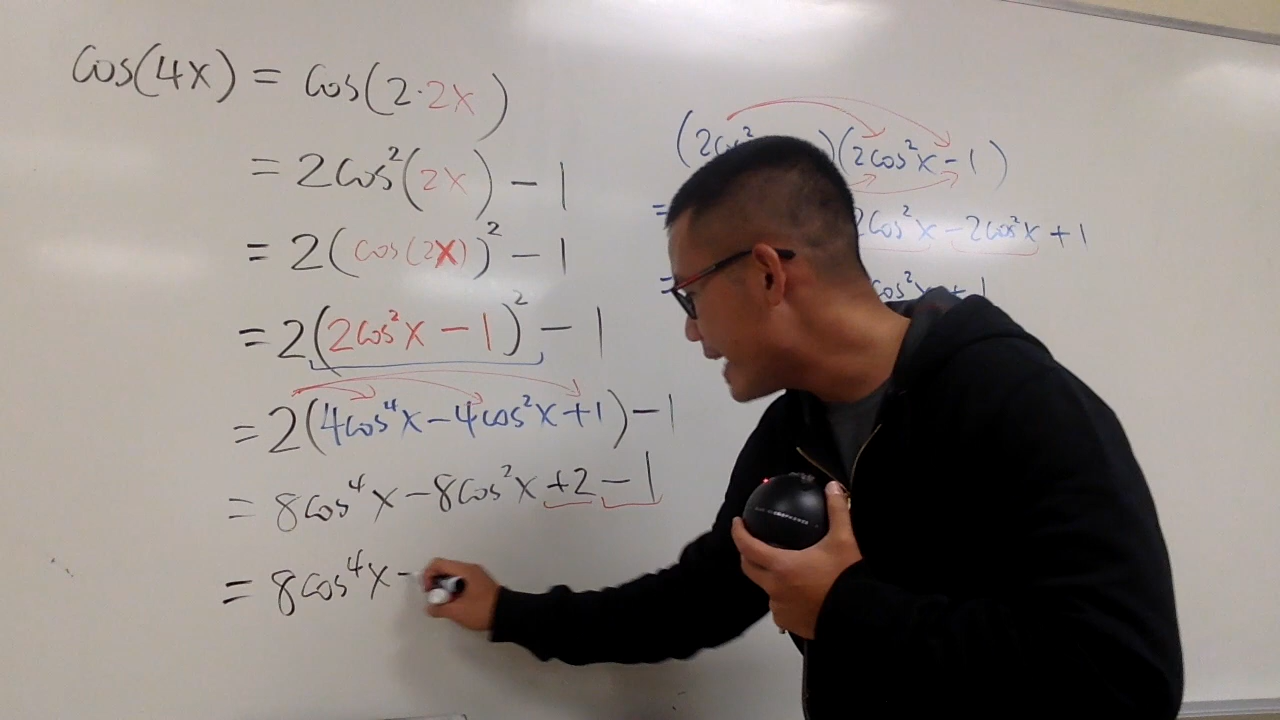 cos(4x) = cos(2·2x)
= 2cos²(2x) - 1
= 2(cos(2x))² - 1
= 2(2cos²x - 1)² - 1
= 2(4cos⁴x - 4cos²x + 1) - 1
= 8cos⁴x - 8cos²x + 2 - 1
= 8cos⁴x -
(2cos² )(2cos²x - 1)
= 2cos²x - 2cos²x + 1
= cos²x + 1